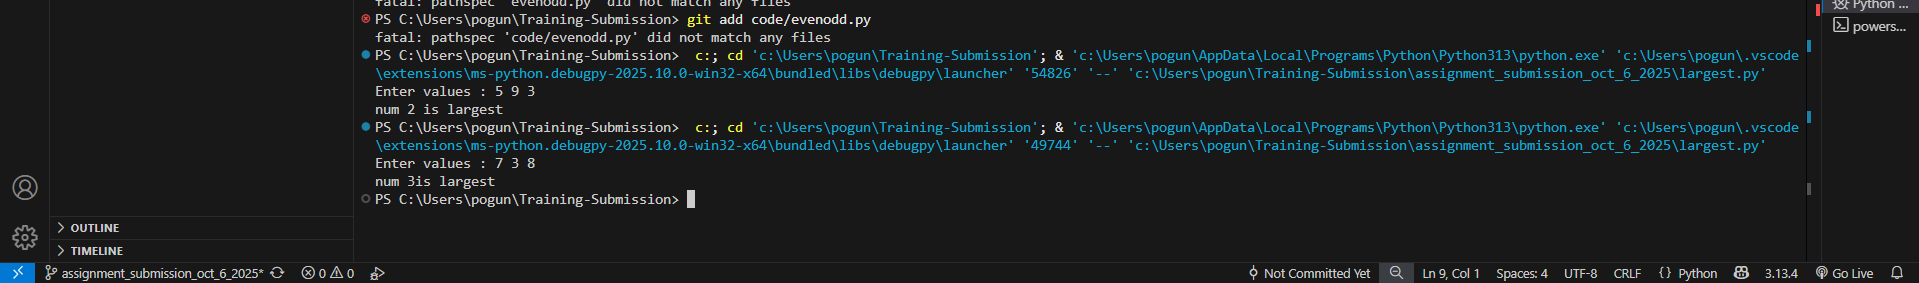 fatal: pathspec 'evenodd.py' did not match any files
PS C:\Users\pogun\Training-Submission> git add code/evenodd.py
fatal: pathspec 'code/evenodd.py' did not match any files
PS C:\Users\pogun\Training-Submission>  c:; cd 'c:\Users\pogun\Training-Submission'; & 'c:\Users\pogun\AppData\Local\Programs\Python\Python313\python.exe' 'c:\Users\pogun\.vscode
\extensions\ms-python.debugpy-2025.10.0-win32-x64\bundled\libs\debugpy\launcher' '54826' '--' 'c:\Users\pogun\Training-Submission\assignment_submission_oct_6_2025\largest.py'
Enter values : 5 9 3
num 2 is largest
PS C:\Users\pogun\Training-Submission>  c:; cd 'c:\Users\pogun\Training-Submission'; & 'c:\Users\pogun\AppData\Local\Programs\Python\Python313\python.exe' 'c:\Users\pogun\.vscode
\extensions\ms-python.debugpy-2025.10.0-win32-x64\bundled\libs\debugpy\launcher' '49744' '--' 'c:\Users\pogun\Training-Submission\assignment_submission_oct_6_2025\largest.py'
Enter values : 7 3 8
num 3is largest
PS C:\Users\pogun\Training-Submission>
Python ...
powers...
OUTLINE
TIMELINE
assignment_submission_oct_6_2025* 0 0 Not Committed Yet Ln 9, Col 1 Spaces: 4 UTF-8 CRLF {} Python 3.13.4 Go Live